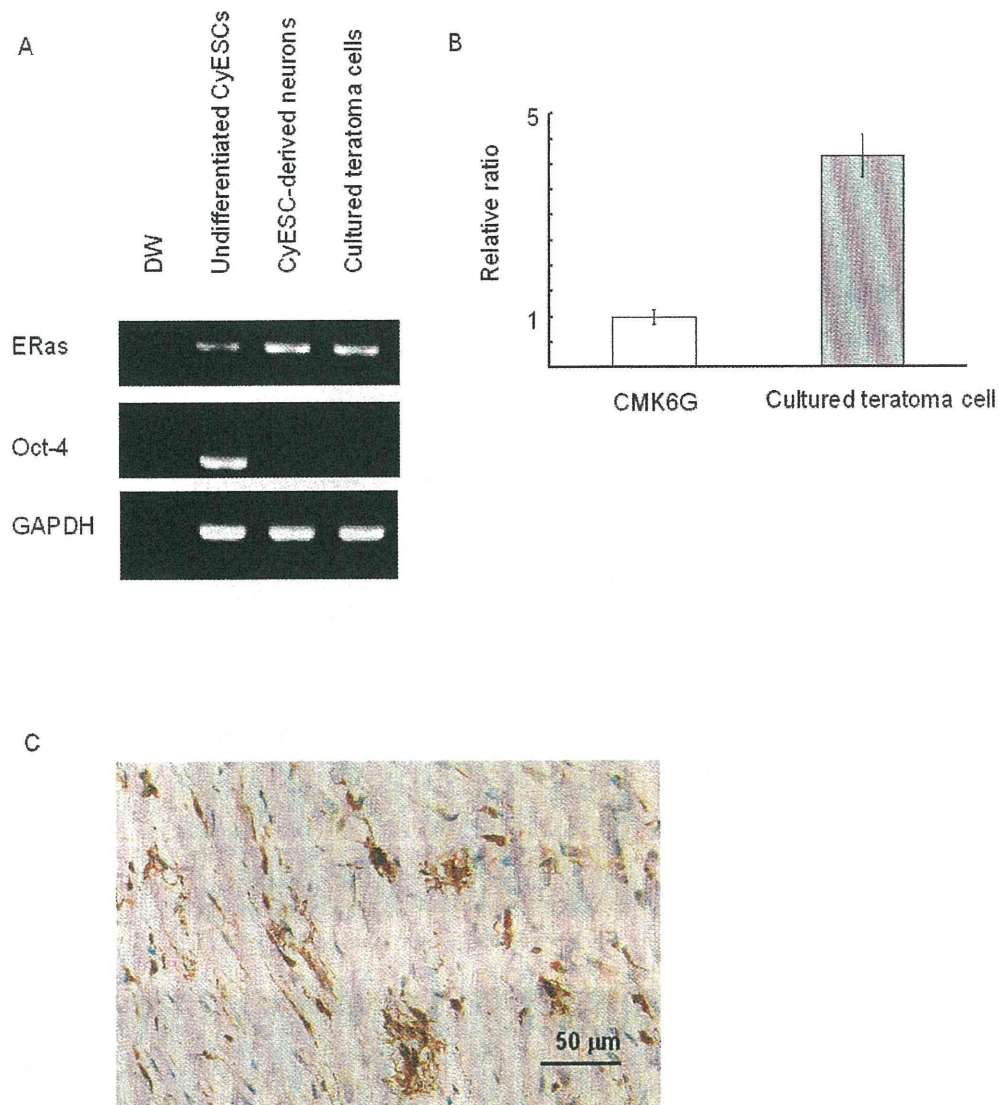 A
DW
Undifferentiated CyESCs
CyESC-derived neurons
Cultured teratoma cells
ERas
Oct-4
GAPDH
B
Relative ratio
5
1
CMK6G
Cultured teratoma cell
C
50 μm